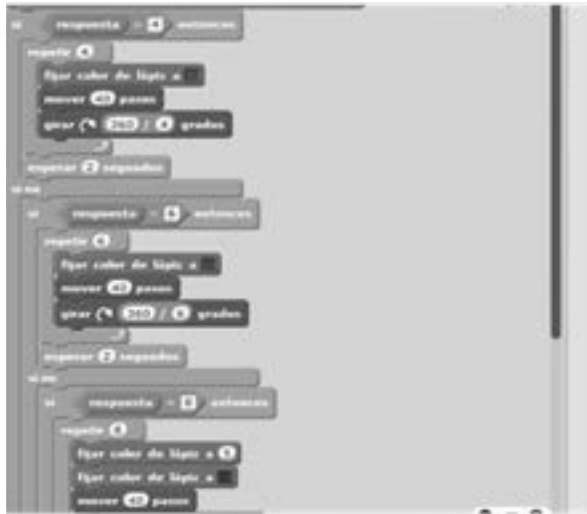 si respuesta = 4 entonces
repetir 4
fijar color de lápiz a
mover 40 pasos
girar 360 / 4 grados
esperar 2 segundos
si no
si respuesta = 6 entonces
repetir 6
fijar color de lápiz a
mover 40 pasos
girar 360 / 6 grados
esperar 2 segundos
si no
si respuesta = entonces
repetir
fijar color de lápiz a
fijar color de lápiz a
mover 40 pasos